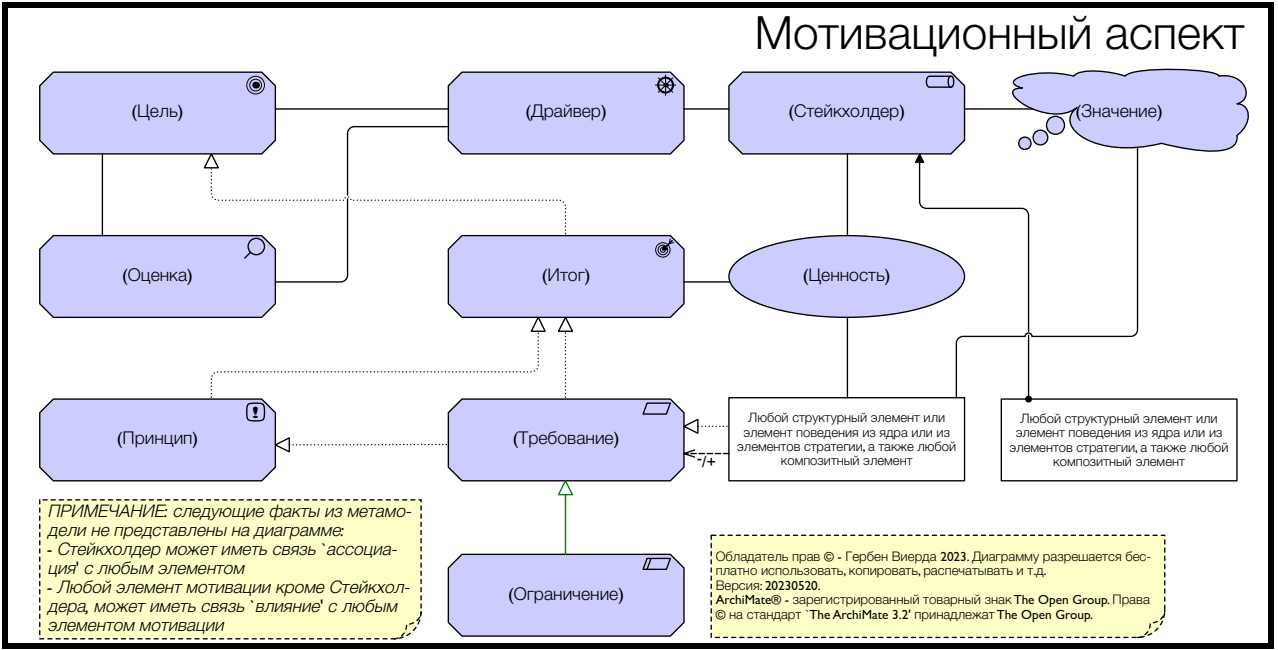 Мотивационный аспект
(Цель)
(Драйвер)
(Стейкхолдер)
(Значение)
(Оценка)
(Итог)
(Ценность)
(Принцип)
(Требование)
-/+
Любой структурный элемент или
элемент поведения из ядра или из
элементов стратегии, а также любой
композитный элемент
Любой структурный элемент или
элемент поведения из ядра или из
элементов стратегии, а также любой
композитный элемент
ПРИМЕЧАНИЕ: следующие факты из метамо-
дели не представлены на диаграмме:
- Стейкхолдер может иметь связь `ассоциа-
ция' с любым элементом
- Любой элемент мотивации кроме Стейкхол-
дера, может иметь связь `влияние' с любым
элементом мотивации
(Ограничение)
Обладатель прав © - Гербен Виерда 2023. Диаграмму разрешается бес-
платно использовать, копировать, распечатывать и т.д.
Версия: 20230520.
ArchiMate® - зарегистрированный товарный знак The Open Group. Права
© на стандарт `The ArchiMate 3.2' принадлежат The Open Group.